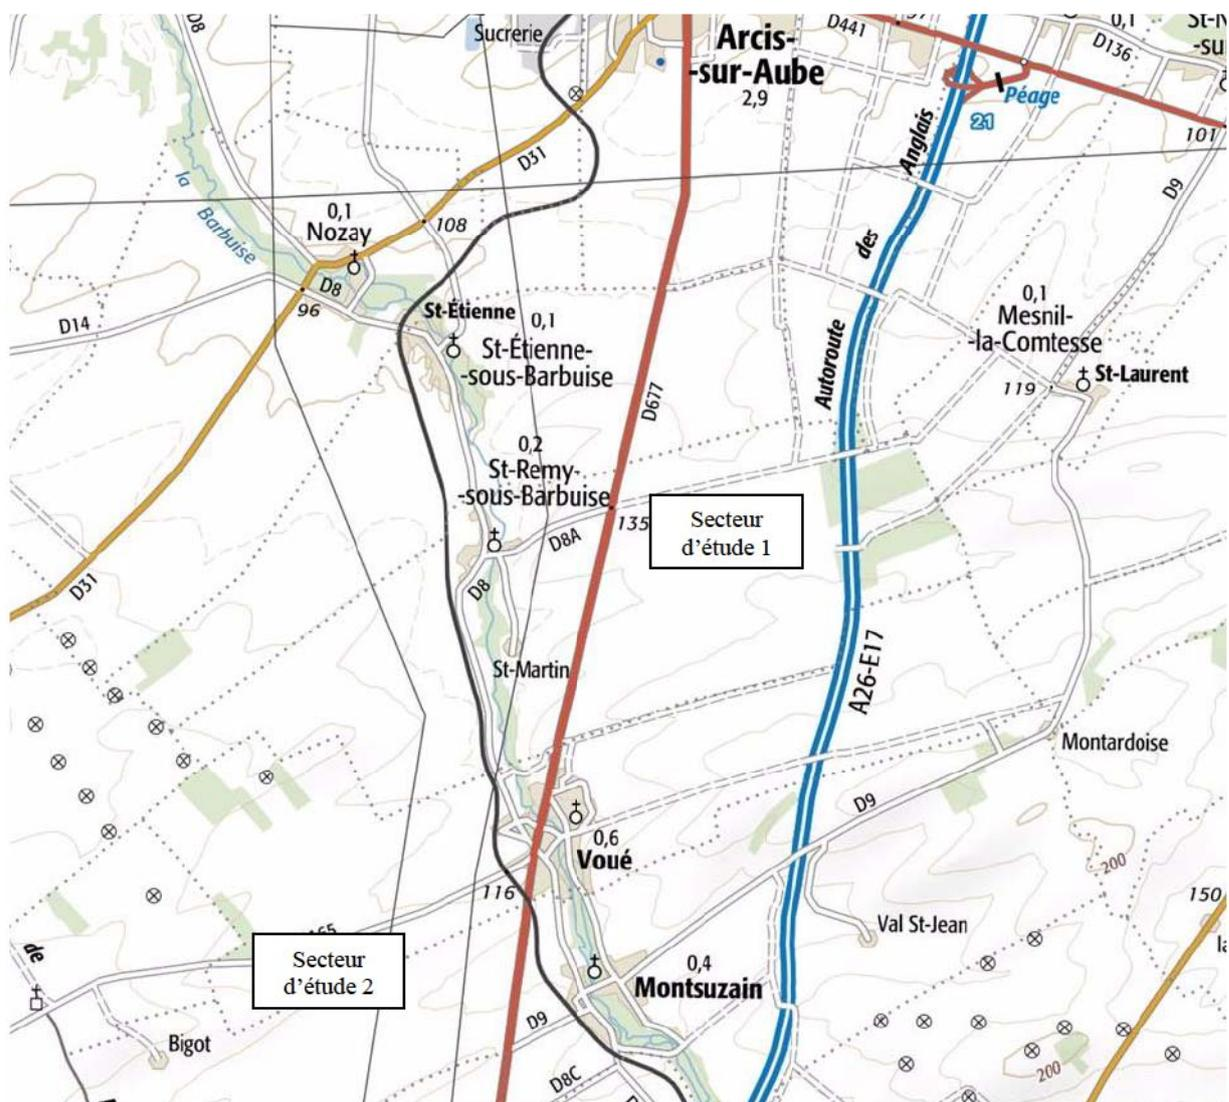 D8
Sucrerie
Arcis-
-sur-Aube
2,9
D441
0,1
D136
Péage
21
101
D9
D31
Anglais
des
Autoroute
la
Barbuise
0,1
Nozay
108
D8
96
D14
St-Étienne
0,1
St-Étienne-
-sous-Barbuise
0,1
Mesnil-
-la-Comtesse
119
St-Laurent
D677
0,2
St-Remy-
-sous-Barbuise
135
D8A
Secteur
d'étude 1
D8
D31
St-Martin
A26-E17
Montardoise
D9
0,6
Voué
116
200
150
Val St-Jean
de
Secteur
d'étude 2
0,4
Montsuzain
D9
Bigot
D8C
200